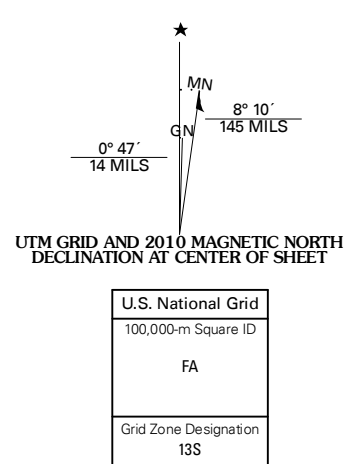 ★
MN
8° 10´
145 MILS
GN
0° 47´
14 MILS
UTM GRID AND 2010 MAGNETIC NORTH
DECLINATION AT CENTER OF SHEET
U.S. National Grid
100,000-m Square ID
FA
Grid Zone Designation
13S